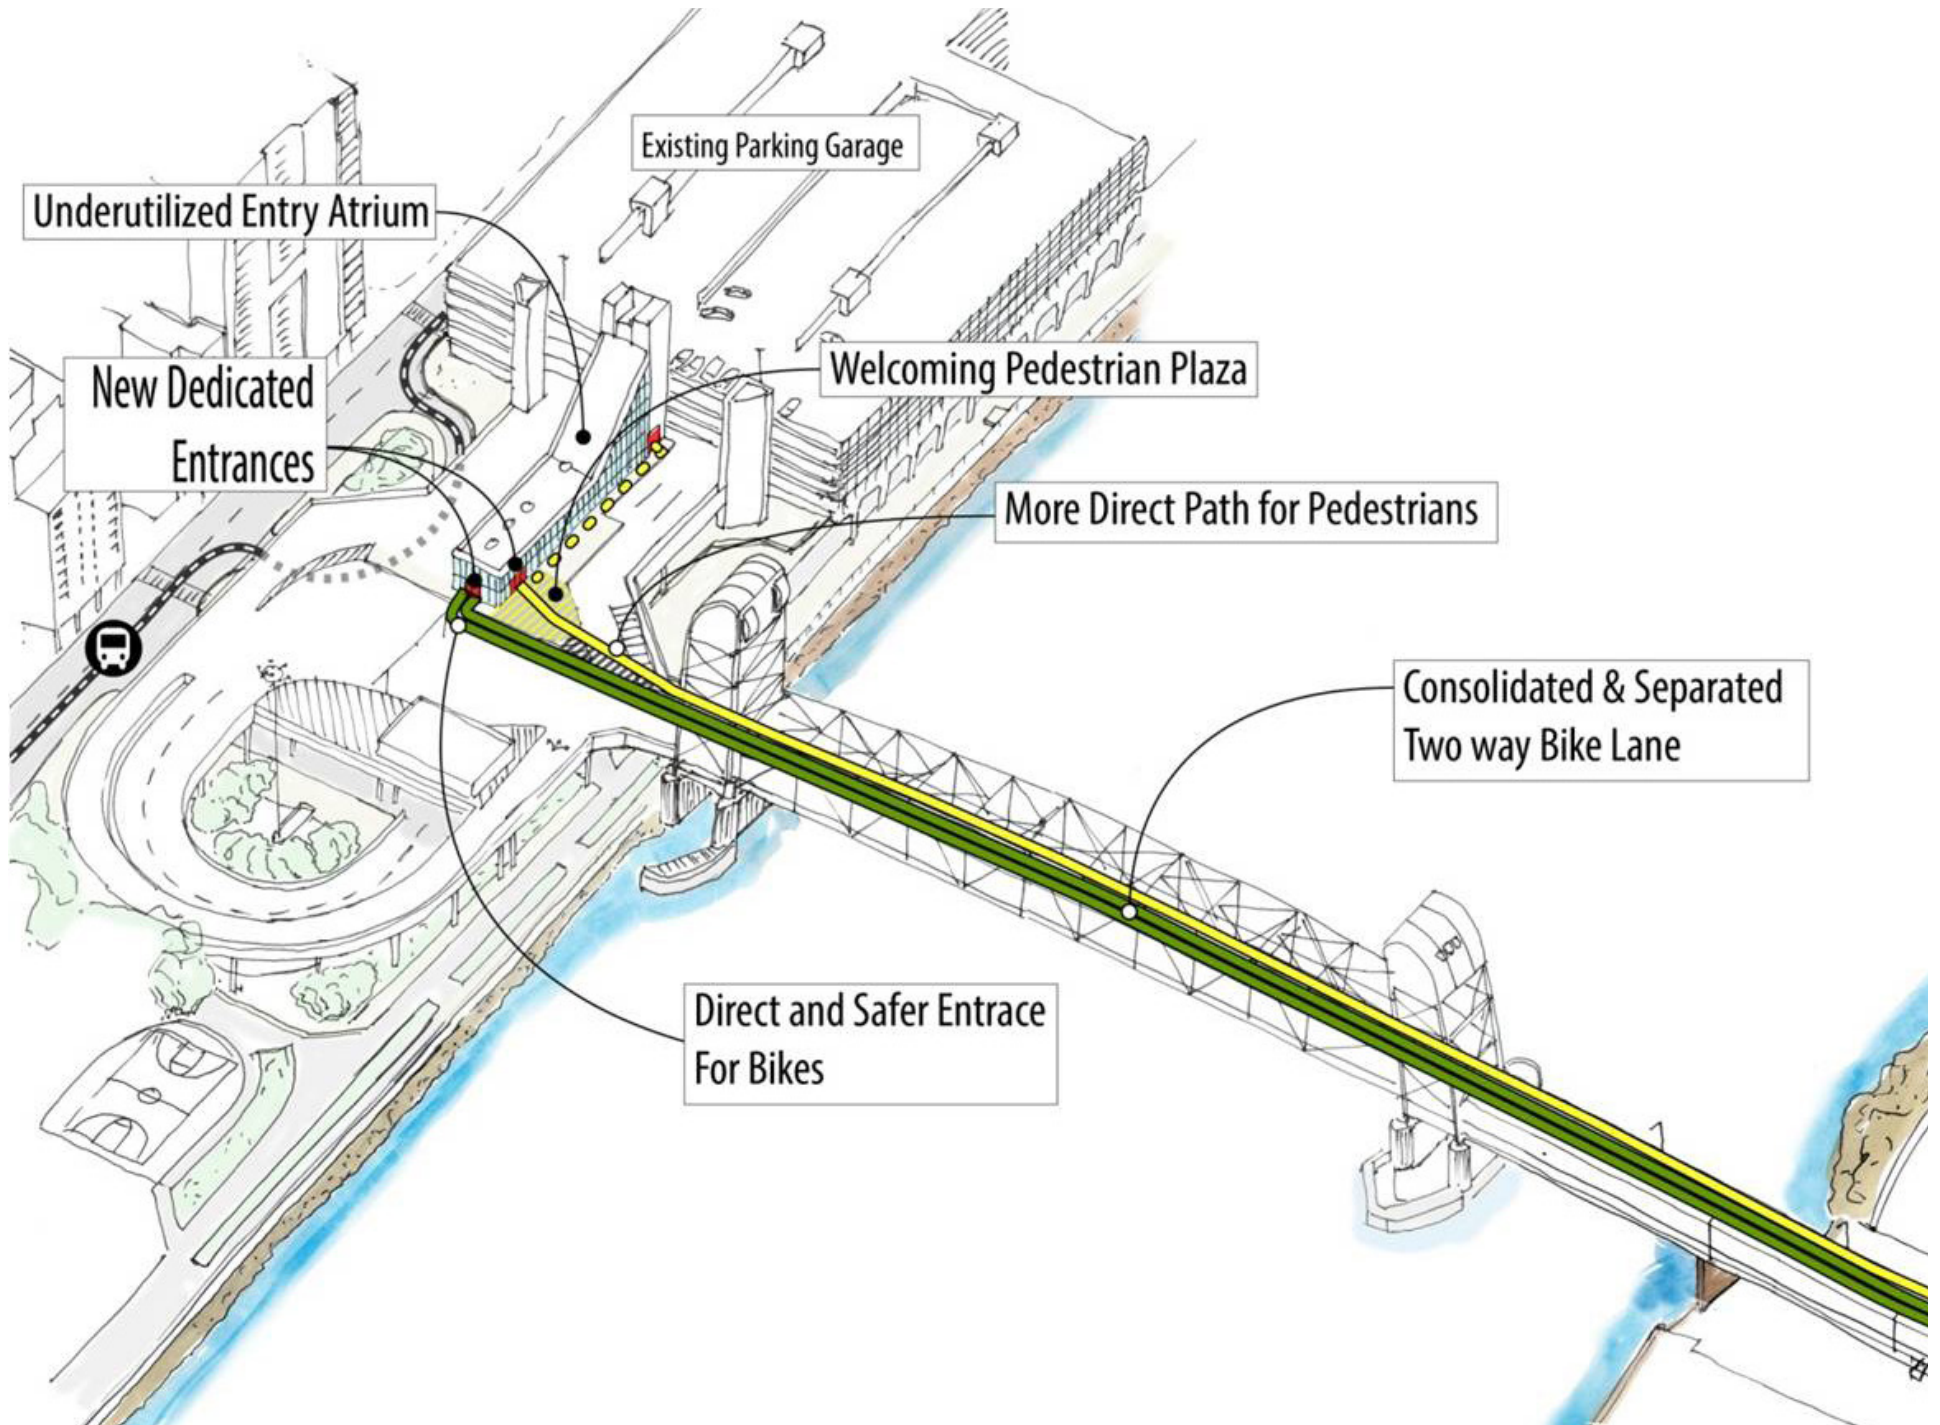 Existing Parking Garage
Underutilized Entry Atrium
New Dedicated
Entrances
Welcoming Pedestrian Plaza
More Direct Path for Pedestrians
Consolidated & Separated
Two way Bike Lane
Direct and Safer Entrace
For Bikes